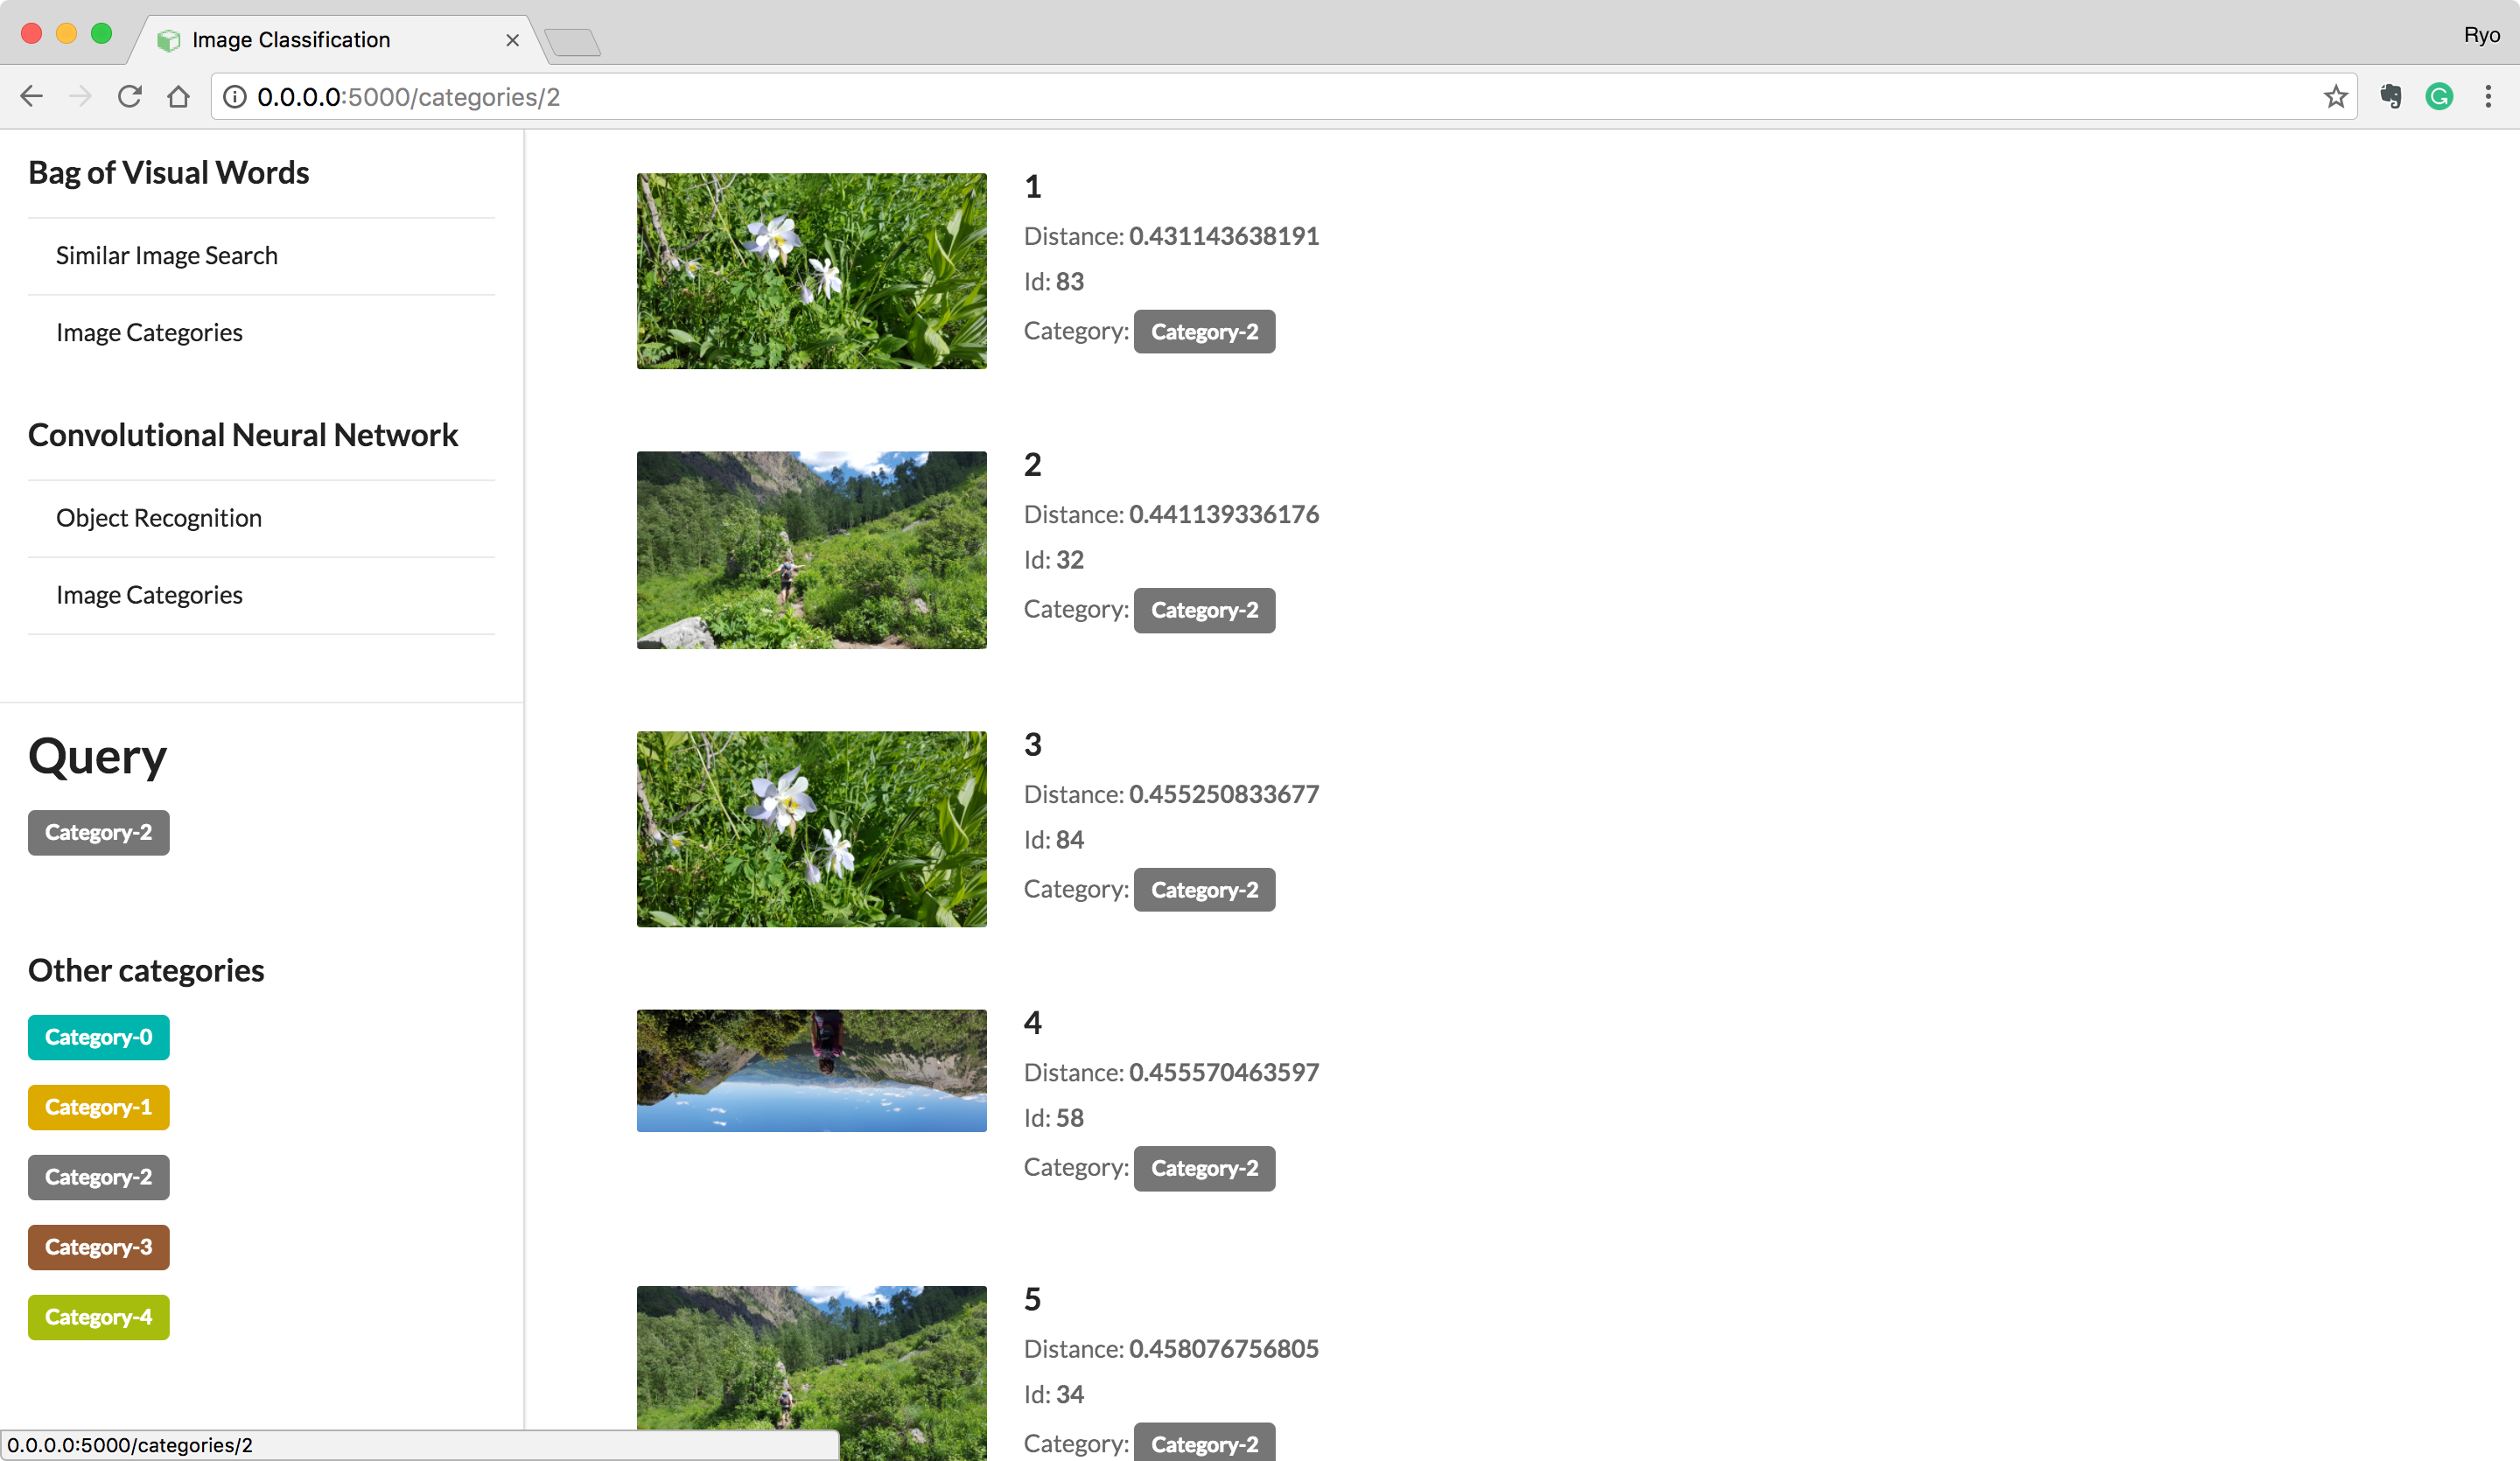 Image Classification
Ryo
0.0.0.0:5000/categories/2
Bag of Visual Words
Similar Image Search
Image Categories
Convolutional Neural Network
Object Recognition
Image Categories
Query
Category-2
Other categories
Category-0
Category-1
Category-2
Category-3
Category-4
0.0.0.0:5000/categories/2
1
Distance: 0.431143638191
Id: 83
Category: Category-2
2
Distance: 0.441139336176
Id: 32
Category: Category-2
3
Distance: 0.455250833677
Id: 84
Category: Category-2
4
Distance: 0.455570463597
Id: 58
Category: Category-2
5
Distance: 0.458076756805
Id: 34
Category: Category-2